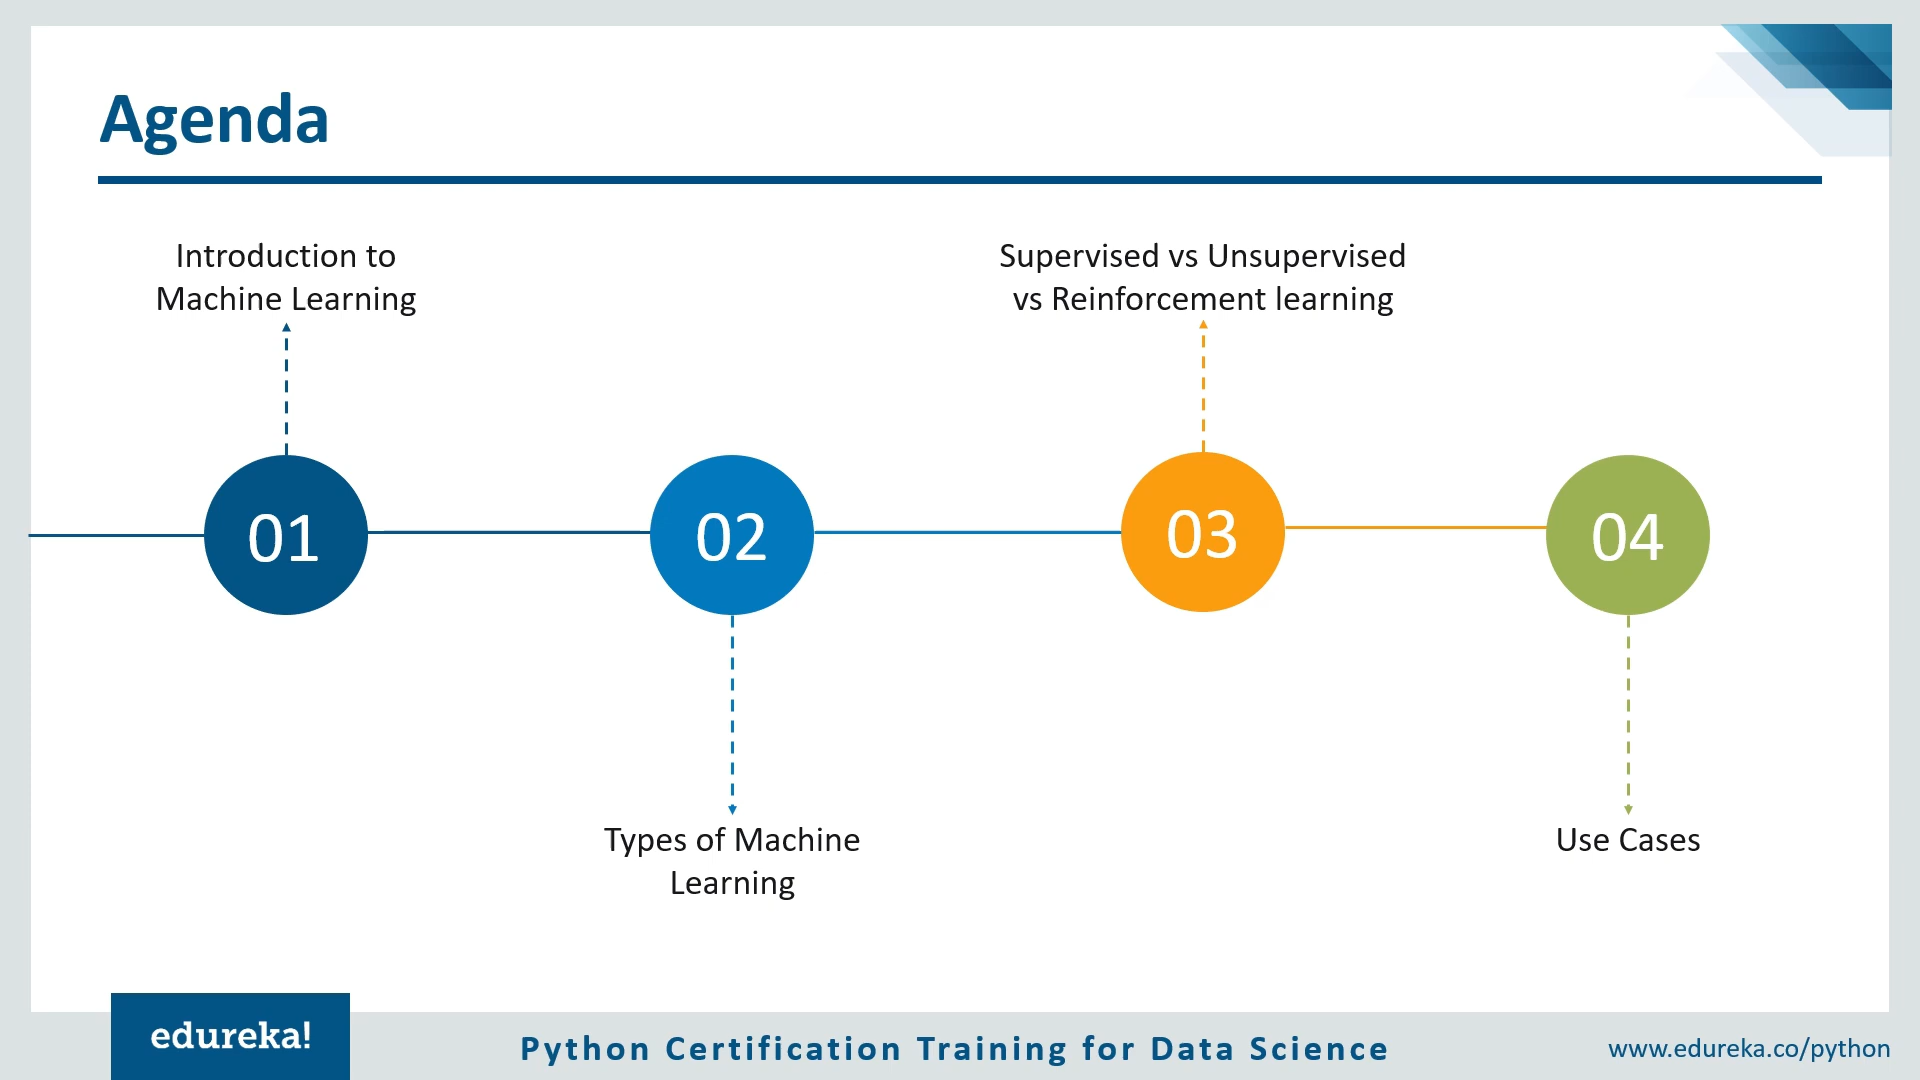 Agenda
Introduction to
Machine Learning
Supervised vs Unsupervised
vs Reinforcement learning
01
02
03
04
Types of Machine
Learning
Use Cases
edureka!
Python Certification Training for Data Science
www.edureka.co/python